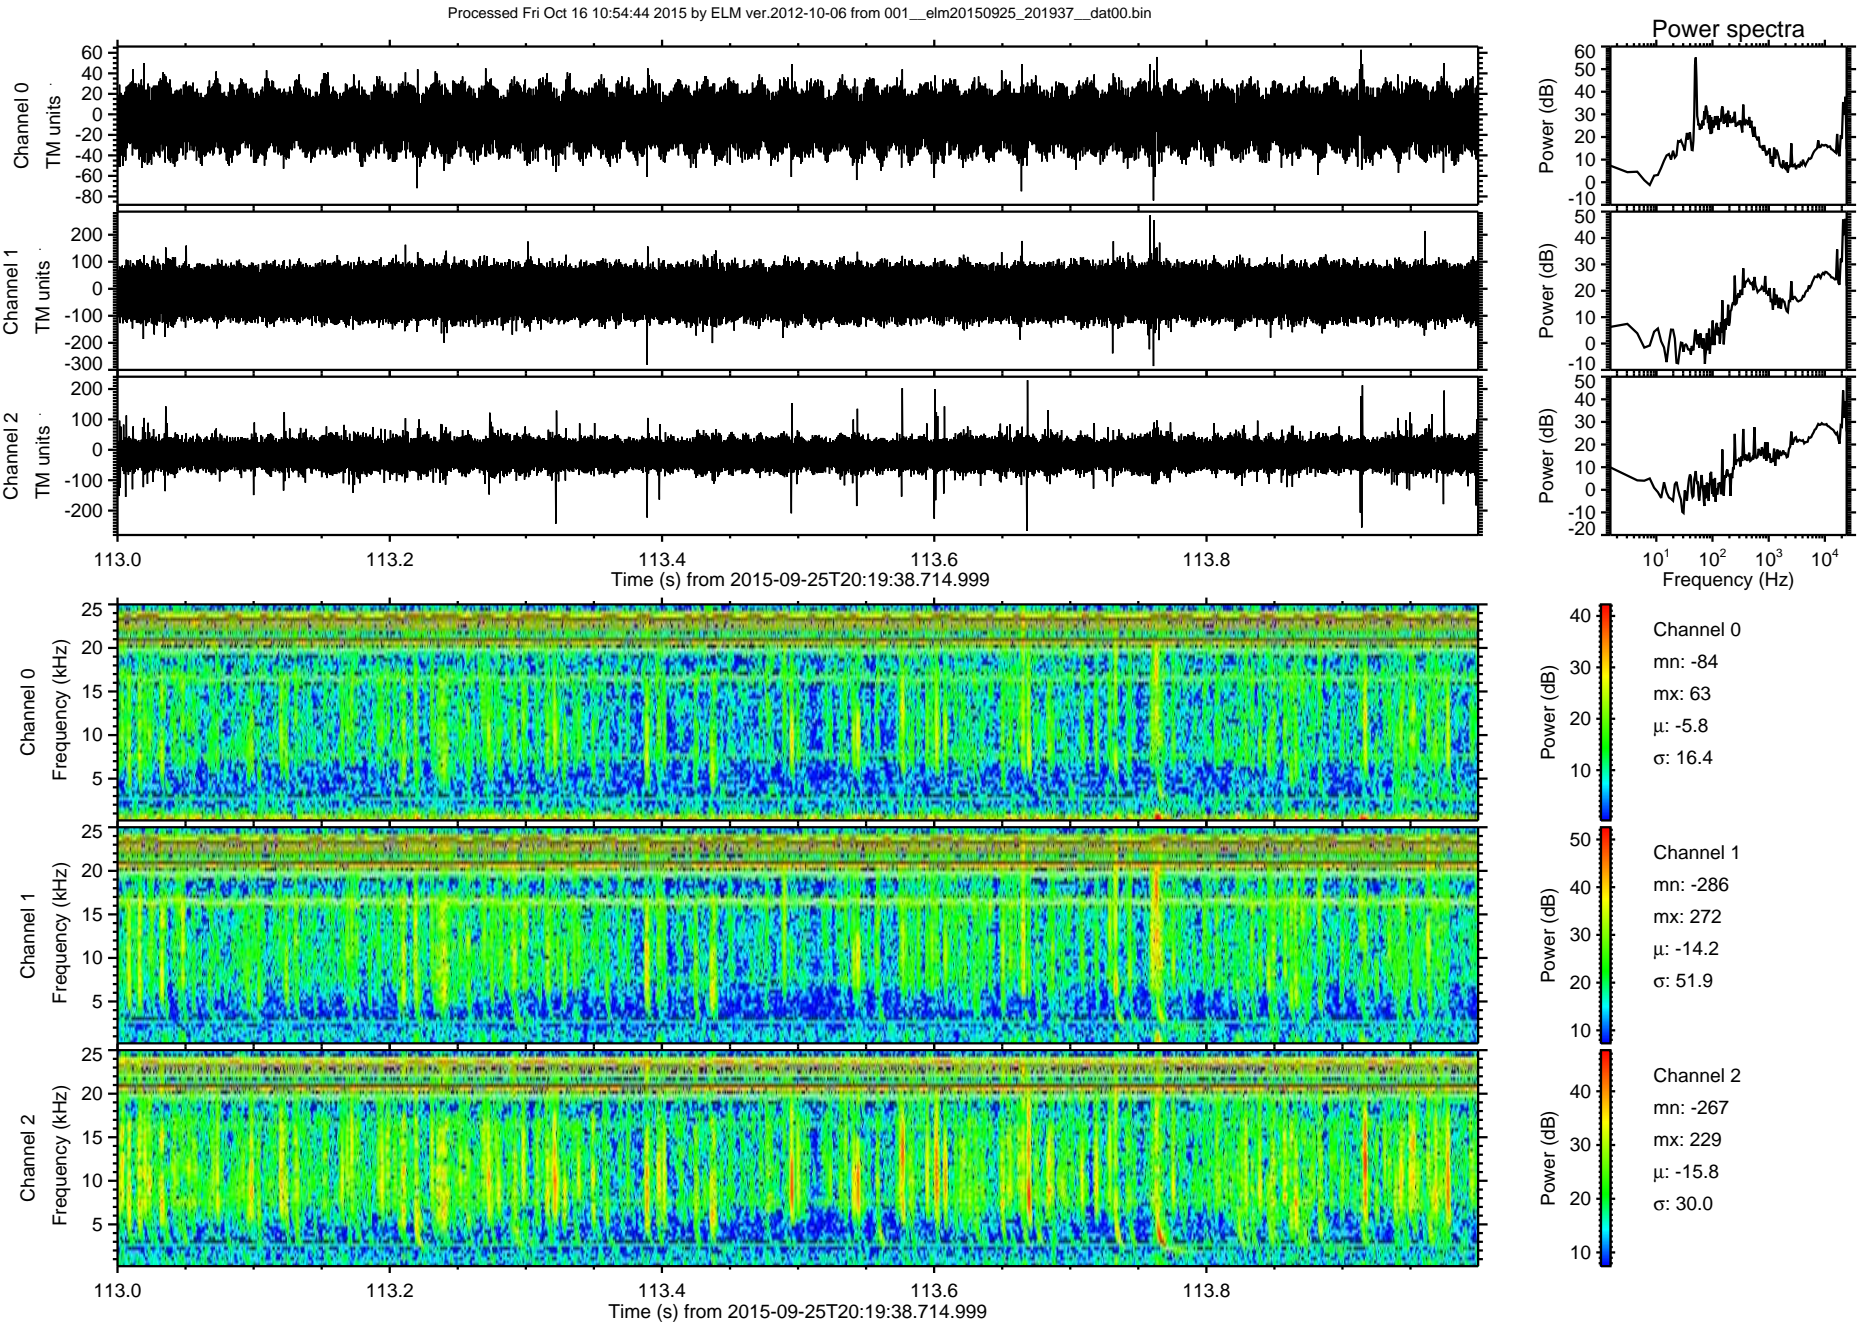 Processed Fri Oct 16 10:54:44 2015 by ELM ver.2012-10-06 from 001__elm20150925_201937__dat00.bin
Power spectra
Channel 0
TM units
60
40
20
0
-20
-40
-60
-80
Power (dB)
60
50
40
30
20
10
0
-10
Channel 1
TM units
200
100
0
-100
-200
-300
Power (dB)
50
40
30
20
10
0
-10
Channel 2
TM units
200
100
0
-100
-200
Power (dB)
50
40
30
20
10
0
-10
-20
113.0 113.2 113.4 113.6 113.8
Time (s) from 2015-09-25T20:19:38.714.999
10^1 10^2 10^3 10^4
Frequency (Hz)
Channel 0
Frequency (kHz)
25
20
15
10
5
Power (dB)
40
30
20
10
Channel 0
mn: -84
mx: 63
μ: -5.8
σ: 16.4
Channel 1
Frequency (kHz)
25
20
15
10
5
Power (dB)
50
40
30
20
10
Channel 1
mn: -286
mx: 272
μ: -14.2
σ: 51.9
Channel 2
Frequency (kHz)
25
20
15
10
5
Power (dB)
40
30
20
10
Channel 2
mn: -267
mx: 229
μ: -15.8
σ: 30.0
113.0 113.2 113.4 113.6 113.8
Time (s) from 2015-09-25T20:19:38.714.999